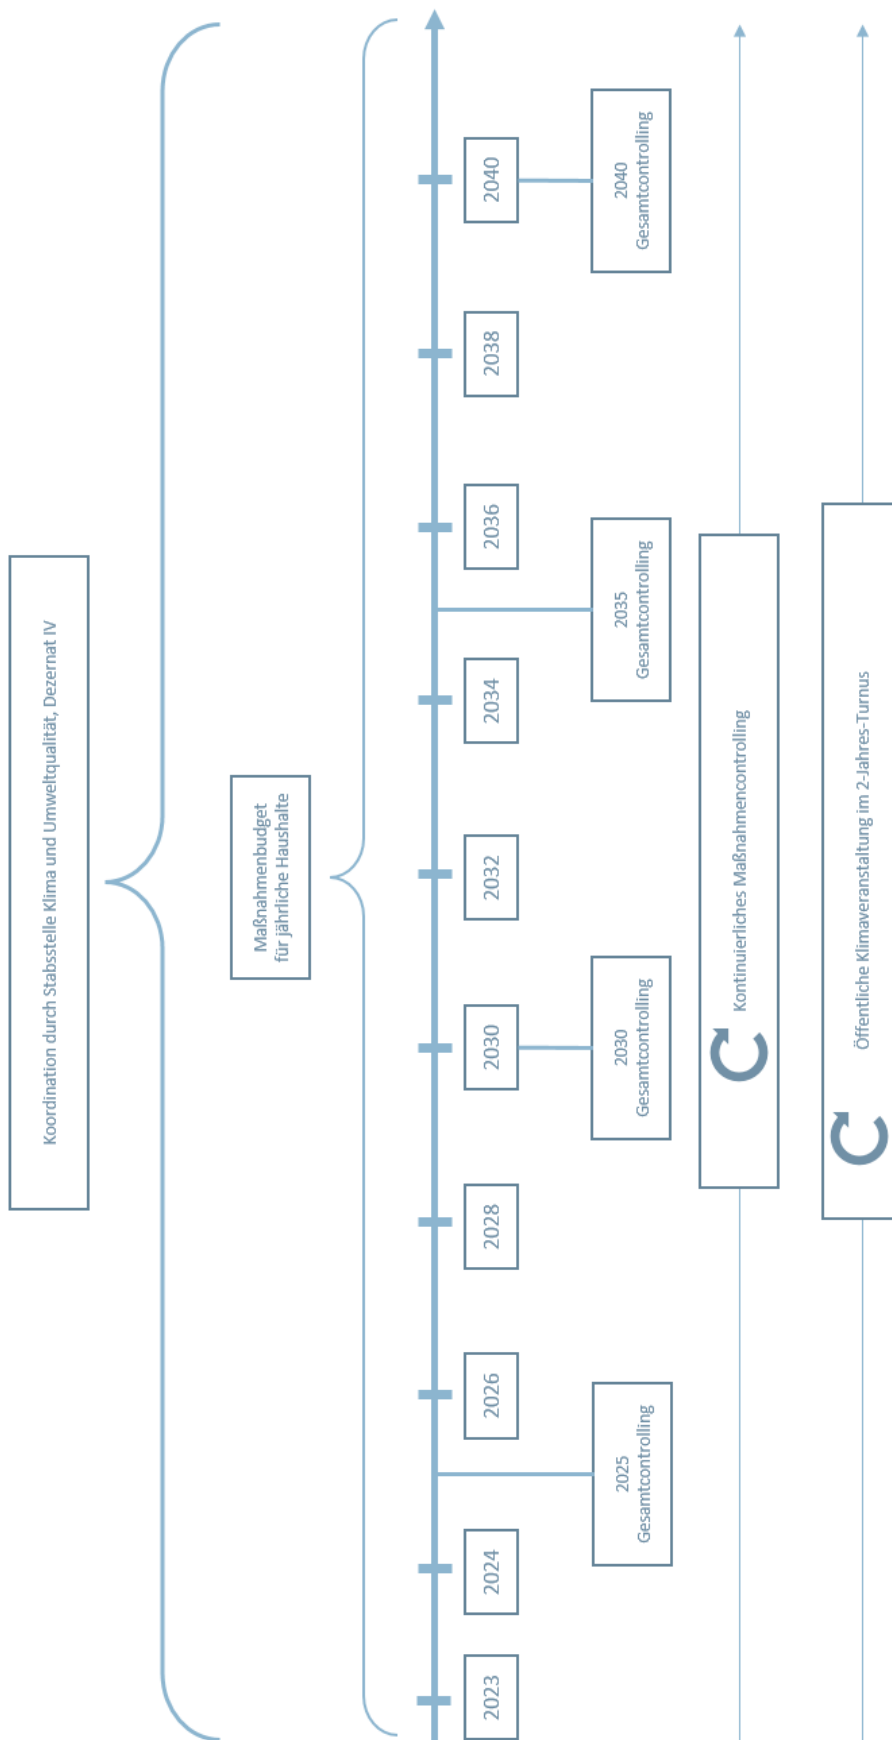 Koordination durch Stabsstelle Klima und Umweltqualität, Dezernat IV
Maßnahmenbudget
für jährliche Haushalte
2023
2024
2026
2028
2030
2032
2034
2036
2038
2040
2025
Gesamtcontrolling
2030
Gesamtcontrolling
2035
Gesamtcontrolling
2040
Gesamtcontrolling
Kontinuierliches Maßnahmencontrolling
Öffentliche Klimaveranstaltung im 2-Jahres-Turnus